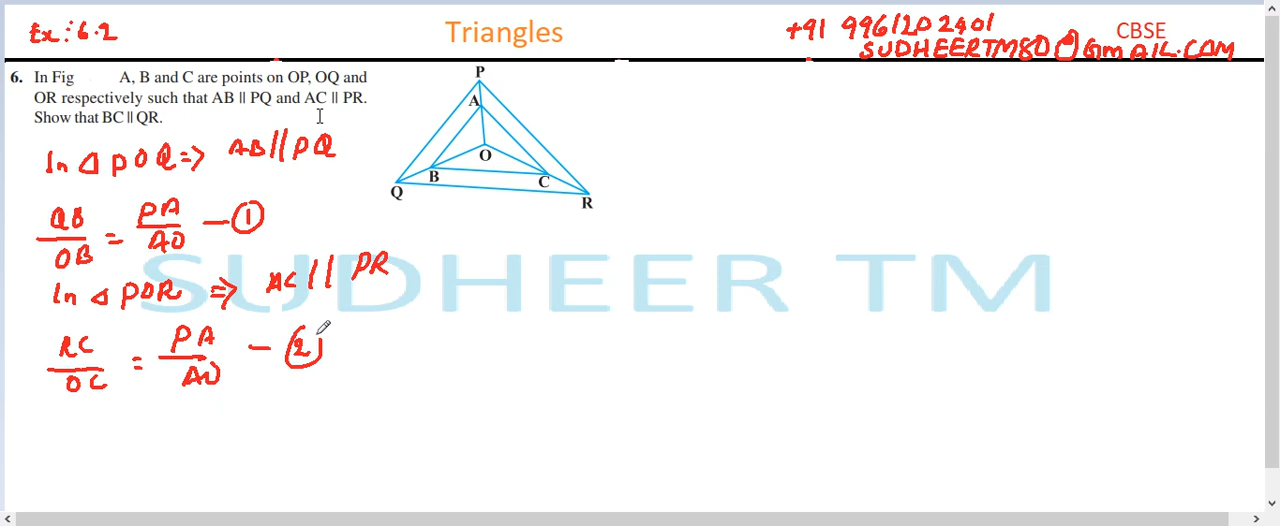 Ex : 6.2
Triangles
+91 9961202401
SUDHEERTM80@GmAIL.COM
CBSE
6. In Fig A, B and C are points on OP, OQ and
OR respectively such that AB || PQ and AC || PR.
Show that BC || QR.
P
A
O
B
C
Q
R
In Δ POQ => AB // PQ
QB/OB = PA/AO - ①
In Δ POR => AC // PR
RC/OC = PA/AO - ②
SUDHEER TM